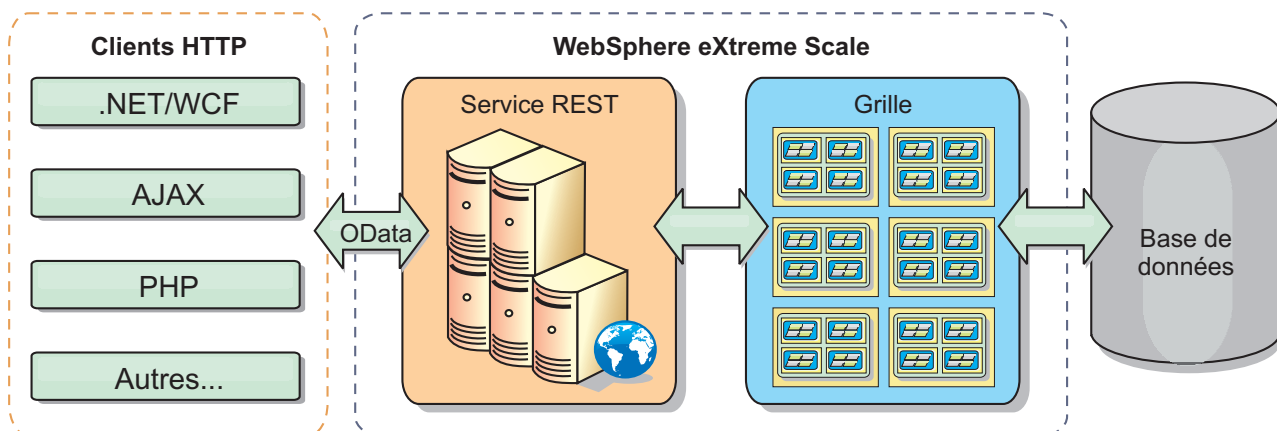 Clients HTTP
.NET/WCF
AJAX
PHP
Autres...
OData
WebSphere eXtreme Scale
Service REST
Grille
Base de
données